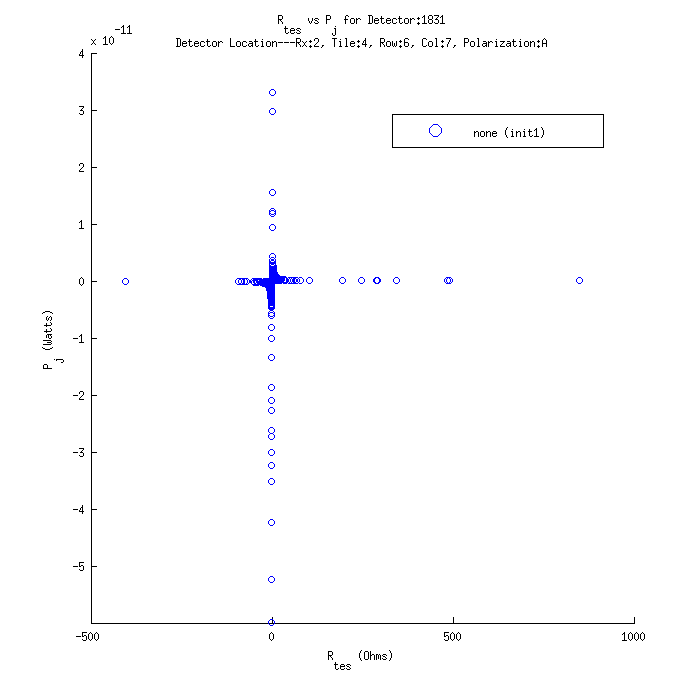 R_tes vs P_j for Detector:1831
Detector Location---Rx:2, Tile:4, Row:6, Col:7, Polarization:A
x 10^-11
4
3
2
1
0
-1
-2
-3
-4
-5
P_j (Watts)
none (init1)
-500 0 500 1000
R_tes (Ohms)